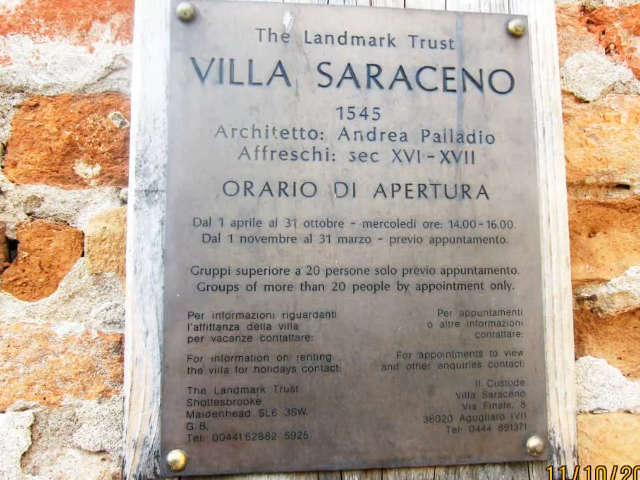 The Landmark Trust
VILLA SARACENO
1545
Architetto: Andrea Palladio
Affreschi: sec XVI-XVII
ORARIO DI APERTURA
Dal 1 aprile al 31 ottobre - mercoledi ore: 14.00-16.00.
Dal 1 novembre al 31 marzo - previo appuntamento.
Gruppi superiore a 20 persone solo previo appuntamento.
Groups of more than 20 people by appointment only.
Per informazioni riguardanti
l'affittanza della villa
per vacanze contattare:
For information on renting
the villa for holidays contact:
The Landmark Trust
Shottesbrooke
Maidenhead SL6 3SW.
G.B.
Tel: 0044162882 5925
Per appuntamenti
o altre informazioni
contattare:
For appointments to view
and other enquiries contact:
Il Custode
Villa Saraceno
Via Finale, 8
36020 Agugliaro (VI)
Tel: 0444 891371
11/10/20